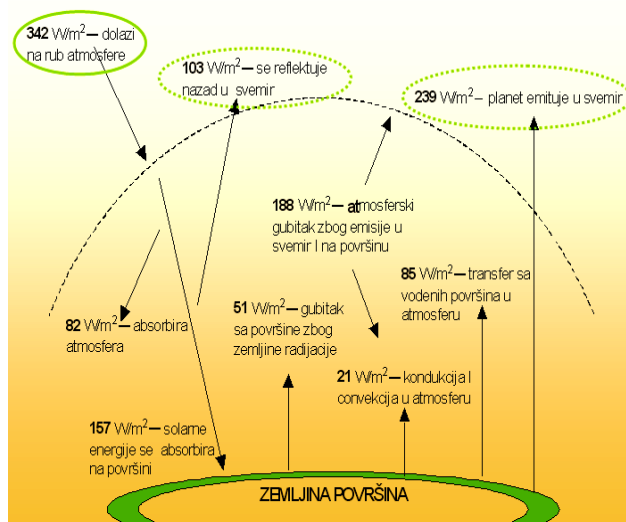 342 W/m² — dolazi
na rub atmosfere
103 W/m² — se reflektuje
nazad u svemir
239 W/m² – planet emituje u svemir
188 W/m² — atmosferski
gubitak zbog emisije u
svemir I na površinu
85 W/m² — transfer sa
vodenih površina u
atmosferu
51 W/m² — gubitak
sa površine zbog
zemljine radijacije
82 W/m² — absorbira
atmosfera
21 W/m² — kondukcija I
convekcija u atmosferu
157 W/m² — solarne
energije se absorbira
na površini
ZEMLJINA POVRŠINA